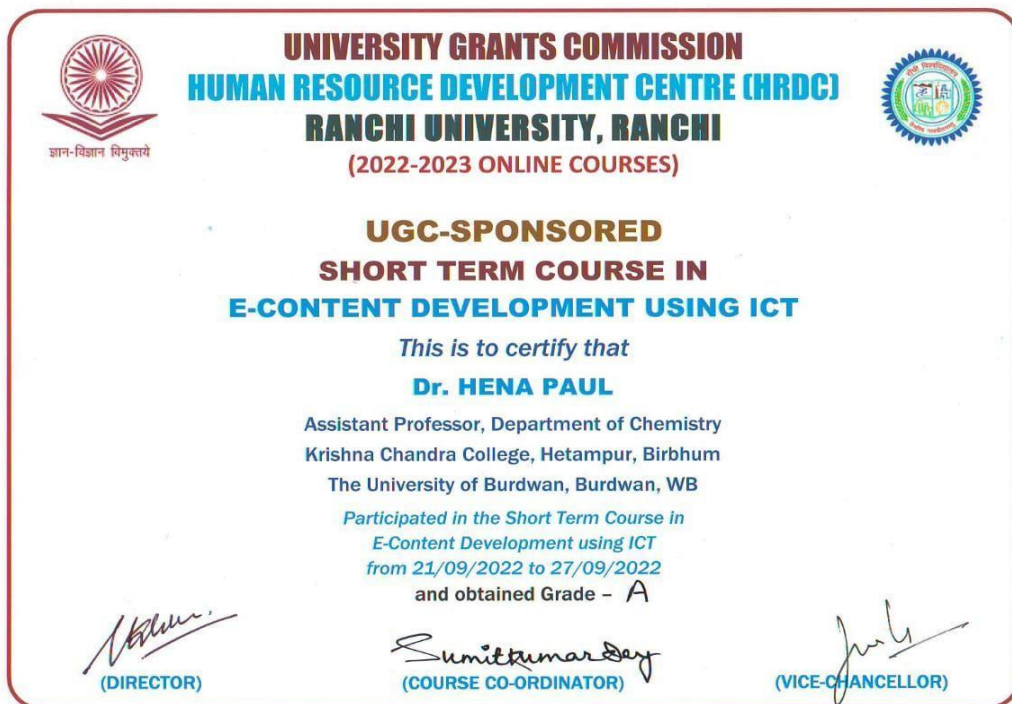 UNIVERSITY GRANTS COMMISSION
HUMAN RESOURCE DEVELOPMENT CENTRE (HRDC)
RANCHI UNIVERSITY, RANCHI
(2022-2023 ONLINE COURSES)
ज्ञान-विज्ञान विमुक्तये
UGC-SPONSORED
SHORT TERM COURSE IN
E-CONTENT DEVELOPMENT USING ICT
This is to certify that
Dr. HENA PAUL
Assistant Professor, Department of Chemistry
Krishna Chandra College, Hetampur, Birbhum
The University of Burdwan, Burdwan, WB
Participated in the Short Term Course in
E-Content Development using ICT
from 21/09/2022 to 27/09/2022
and obtained Grade – A
Sumitkumar Dey
(DIRECTOR)
(COURSE CO-ORDINATOR)
(VICE-CHANCELLOR)